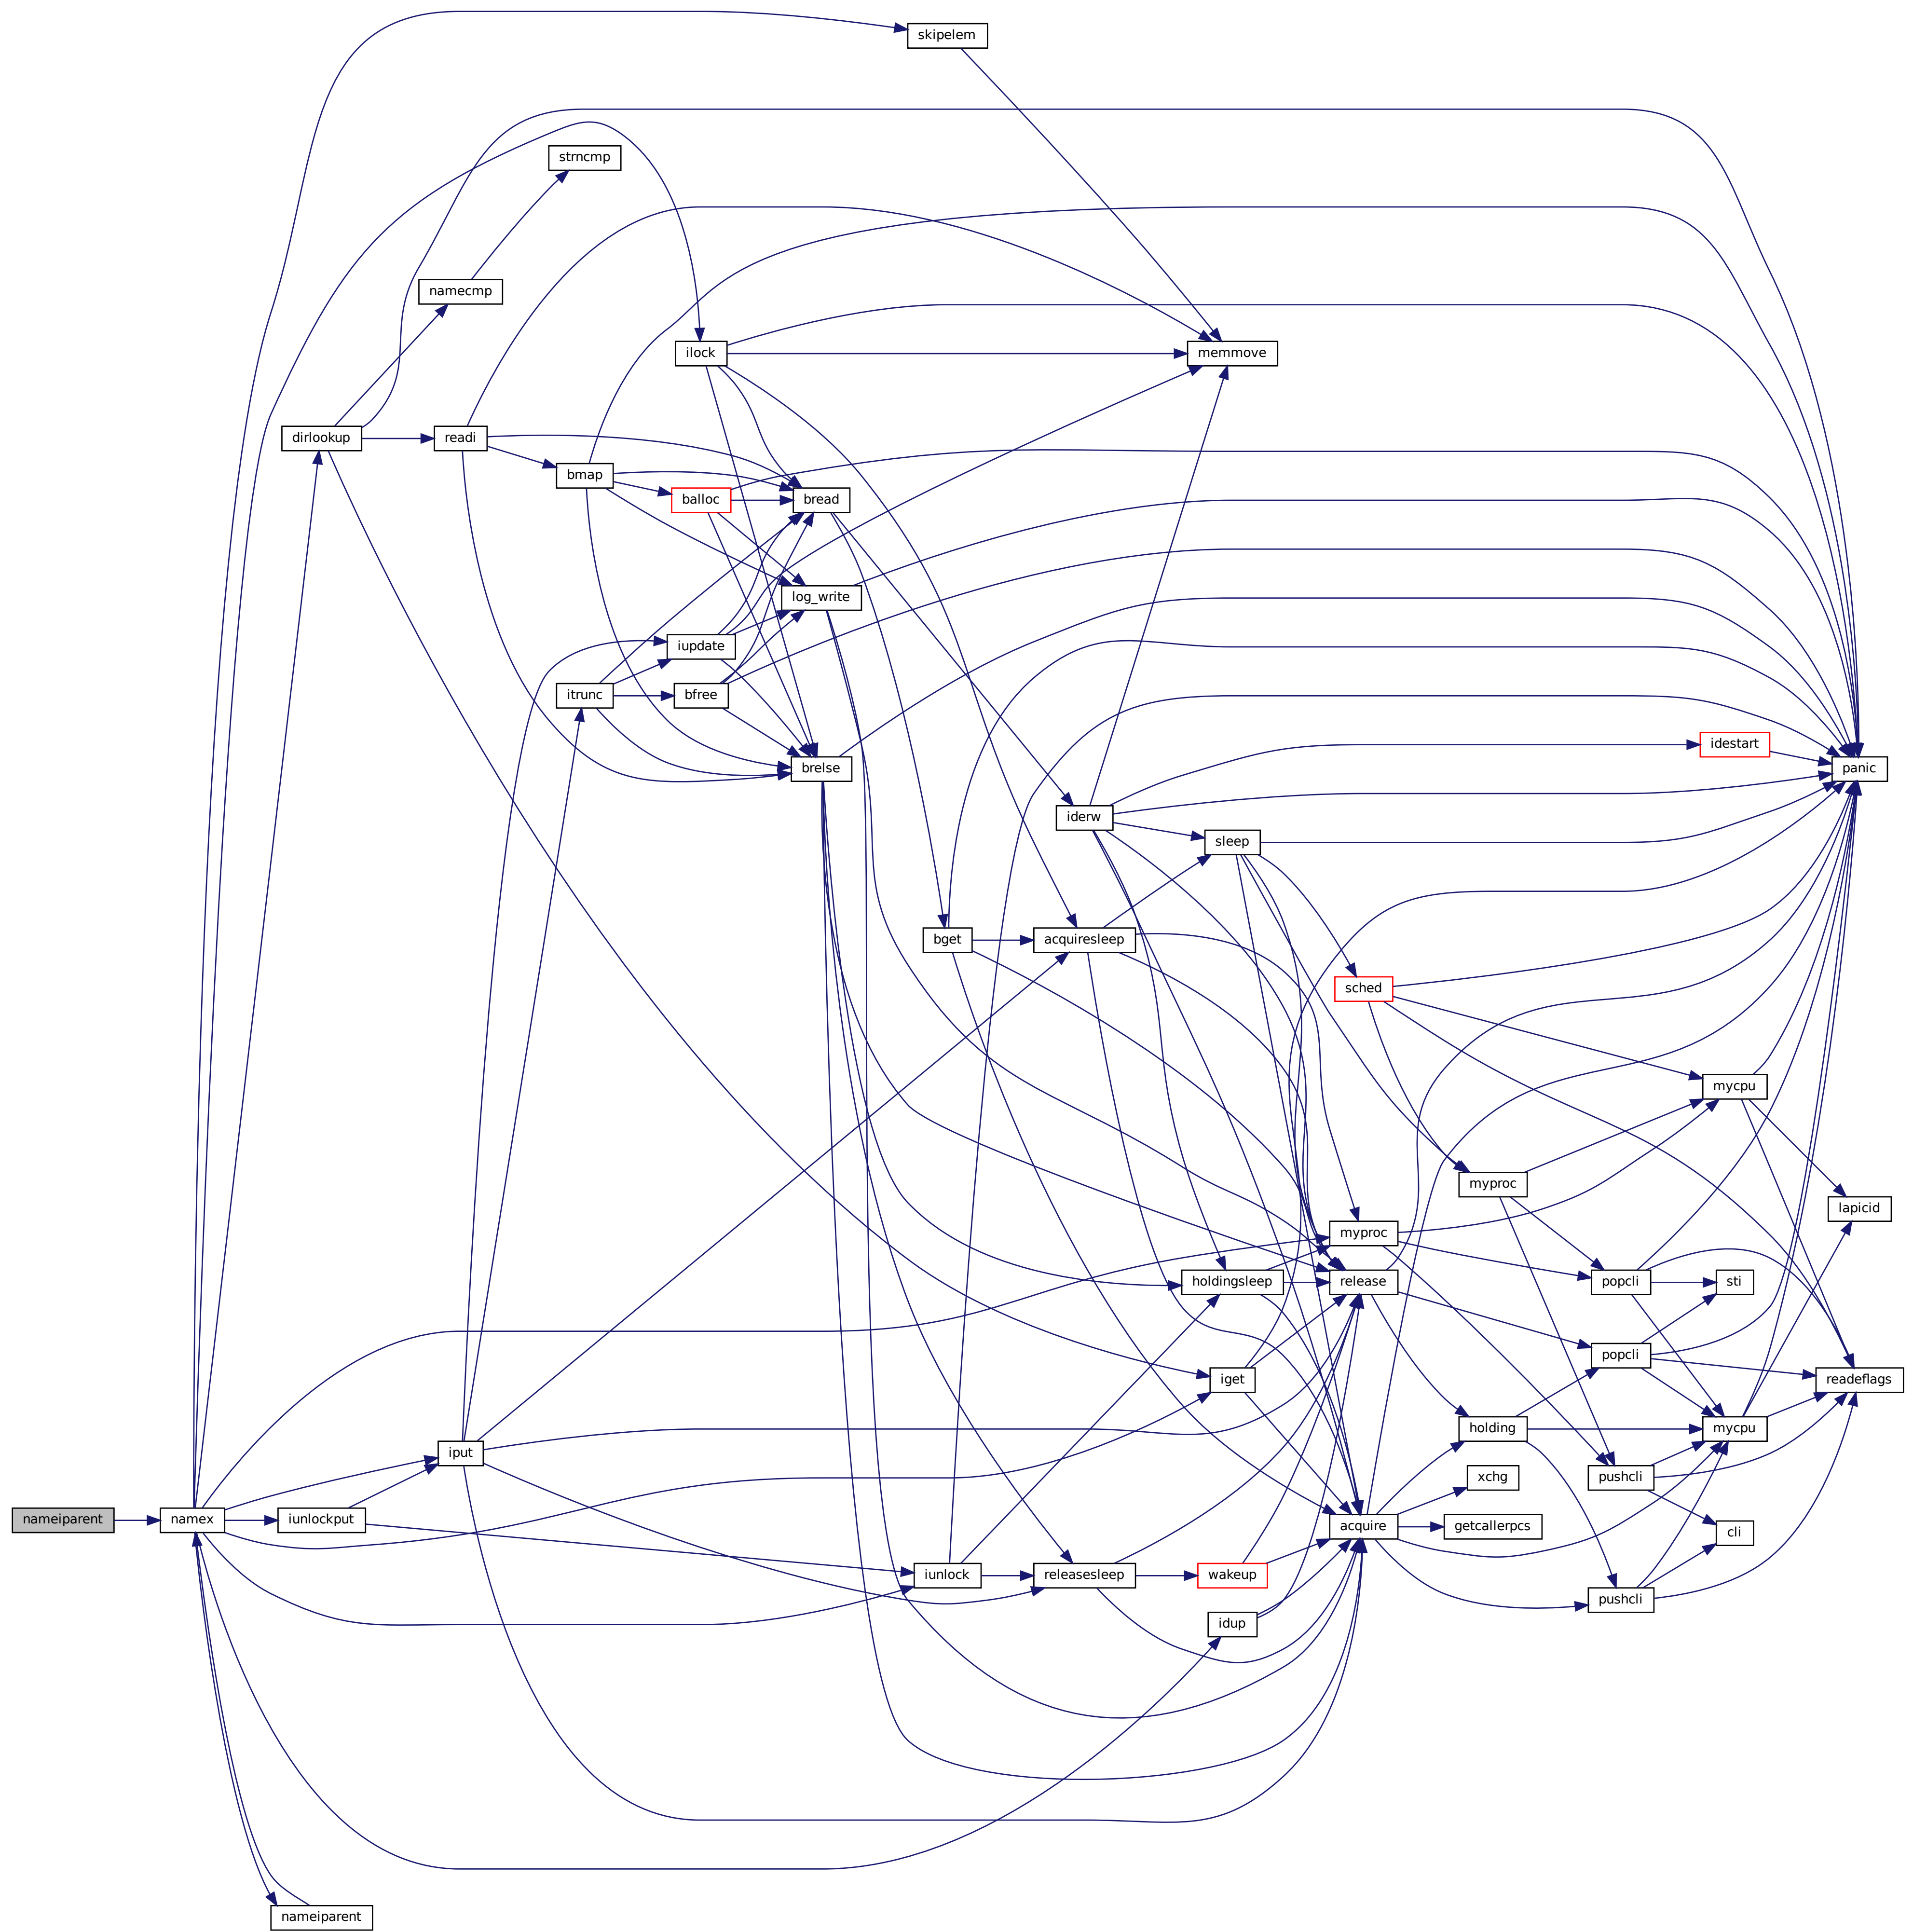 skipelem
strncmp
namecmp
ilock
memmove
dirlookup
readi
bmap
balloc
bread
log_write
iupdate
itrunc
bfree
idestart
brelse
panic
iderw
sleep
bget
acquiresleep
sched
mycpu
myproc
lapicid
myproc
holdingsleep
release
popcli
sti
popcli
iget
readeflags
holding
mycpu
iput
xchg
pushcli
nameiparent
namex
iunlockput
acquire
getcallerpcs
cli
iunlock
releasesleep
wakeup
pushcli
idup
nameiparent